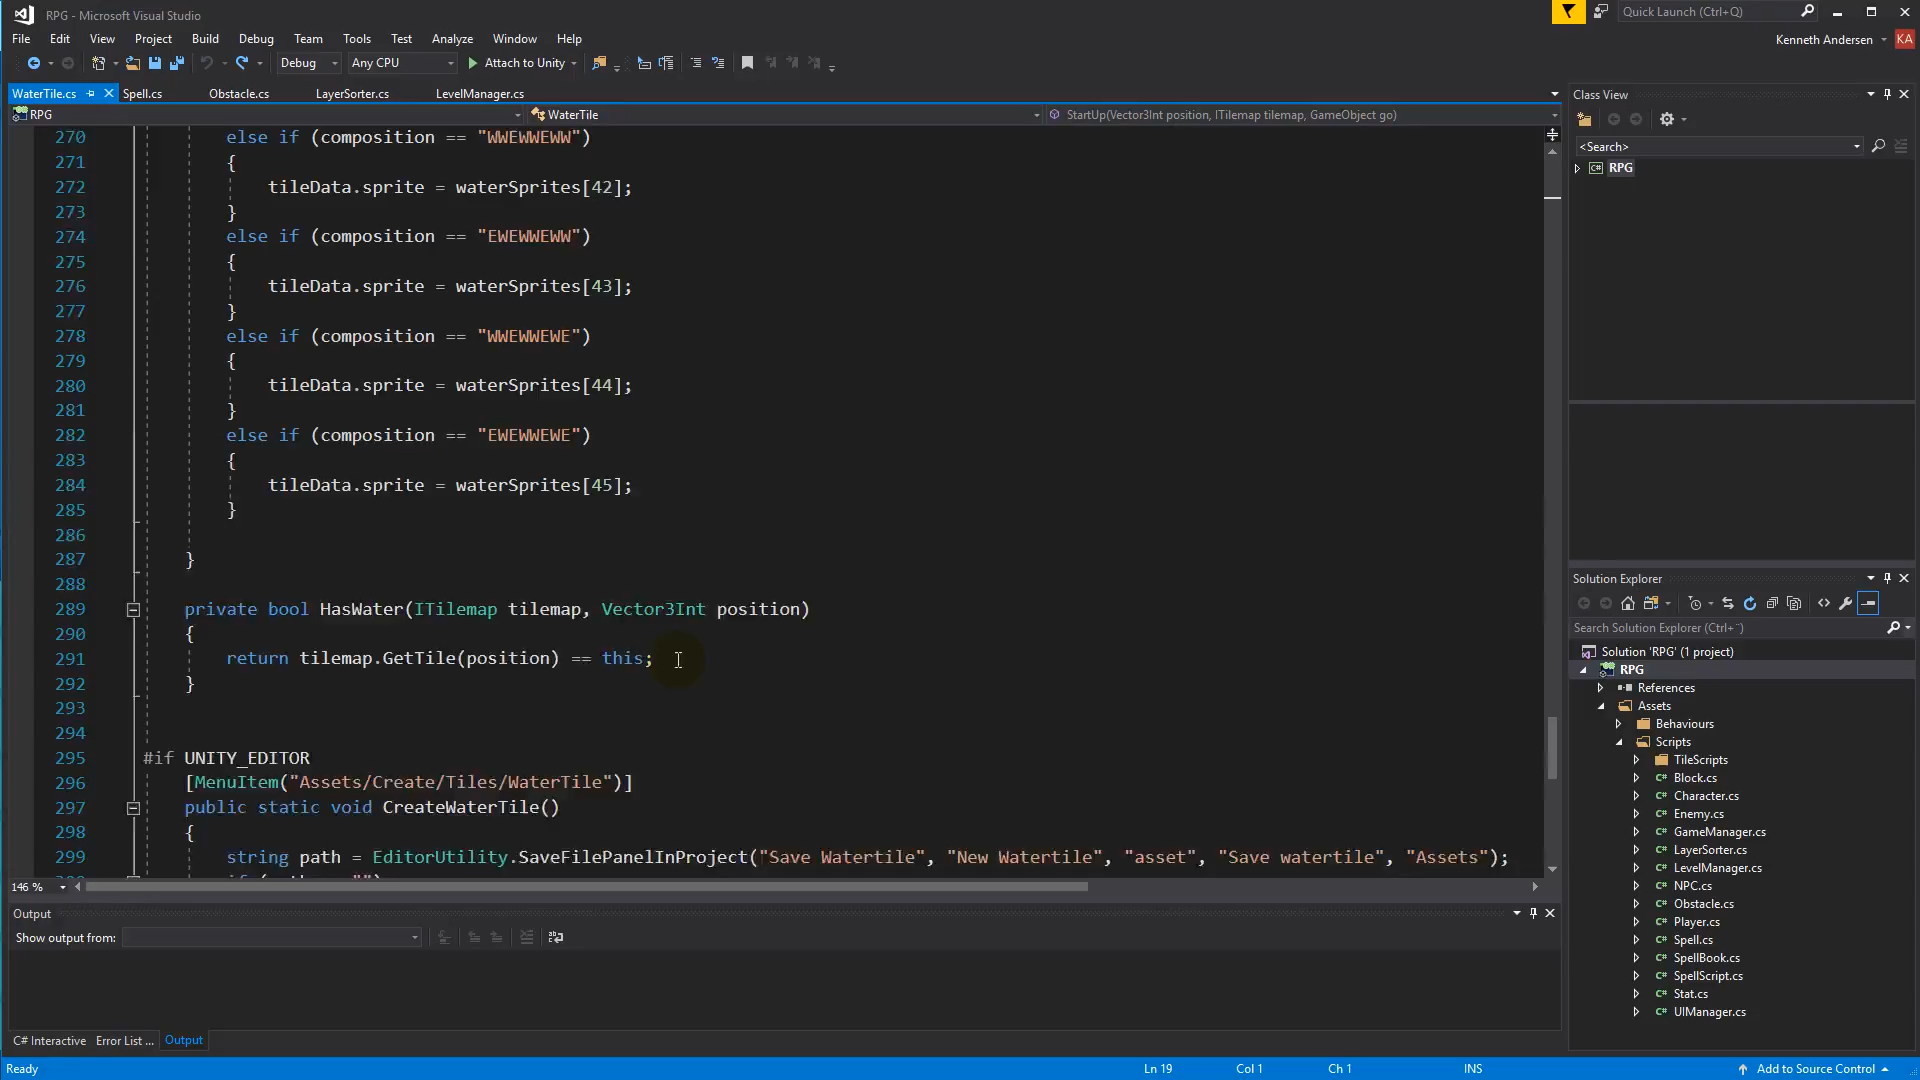 RPG - Microsoft Visual Studio
Quick Launch (Ctrl+Q)
File Edit View Project Build Debug Team Tools Test Analyze Window Help
Kenneth Andersen KA
Debug Any CPU Attach to Unity
WaterTile.cs Spell.cs Obstacle.cs LayerSorter.cs LevelManager.cs
RPG WaterTile StartUp(Vector3Int position, ITilemap tilemap, GameObject go)
270 else if (composition == "WWEWWEWW")
271 {
272 tileData.sprite = waterSprites[42];
273 }
274 else if (composition == "EWEWWEWW")
275 {
276 tileData.sprite = waterSprites[43];
277 }
278 else if (composition == "WWEWWEWE")
279 {
280 tileData.sprite = waterSprites[44];
281 }
282 else if (composition == "EWEWWEWE")
283 {
284 tileData.sprite = waterSprites[45];
285 }
286
287 }
288
289 private bool HasWater(ITilemap tilemap, Vector3Int position)
290 {
291 return tilemap.GetTile(position) == this;
292 }
293
294
295 #if UNITY_EDITOR
296 [MenuItem("Assets/Create/Tiles/WaterTile")]
297 public static void CreateWaterTile()
298 {
299 string path = EditorUtility.SaveFilePanelInProject("Save Watertile", "New Watertile", "asset", "Save watertile", "Assets");
146 %
Output
Show output from:
C# Interactive Error List ... Output
Ready Ln 19 Col 1 Ch 1 INS Add to Source Control
Class View
<Search>
RPG
Solution Explorer
Search Solution Explorer (Ctrl+¨)
Solution 'RPG' (1 project)
RPG
References
Assets
Behaviours
Scripts
TileScripts
C# Block.cs
C# Character.cs
C# Enemy.cs
C# GameManager.cs
C# LayerSorter.cs
C# LevelManager.cs
C# NPC.cs
C# Obstacle.cs
C# Player.cs
C# Spell.cs
C# SpellBook.cs
C# SpellScript.cs
C# Stat.cs
C# UIManager.cs